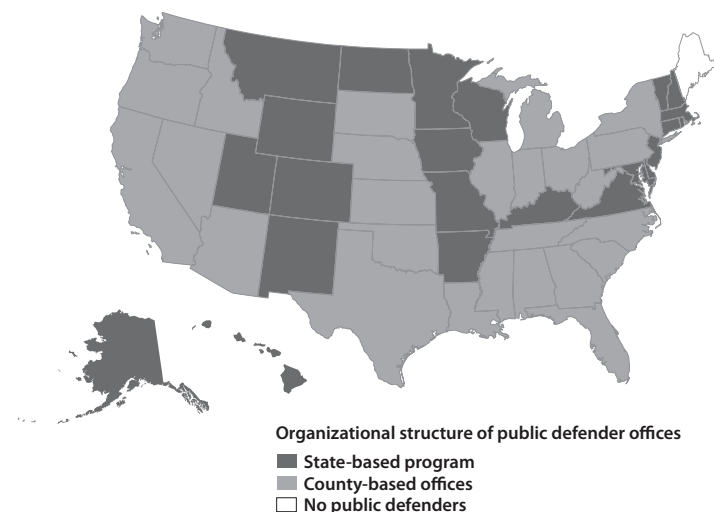 Organizational structure of public defender offices
State-based program
County-based offices
No public defenders